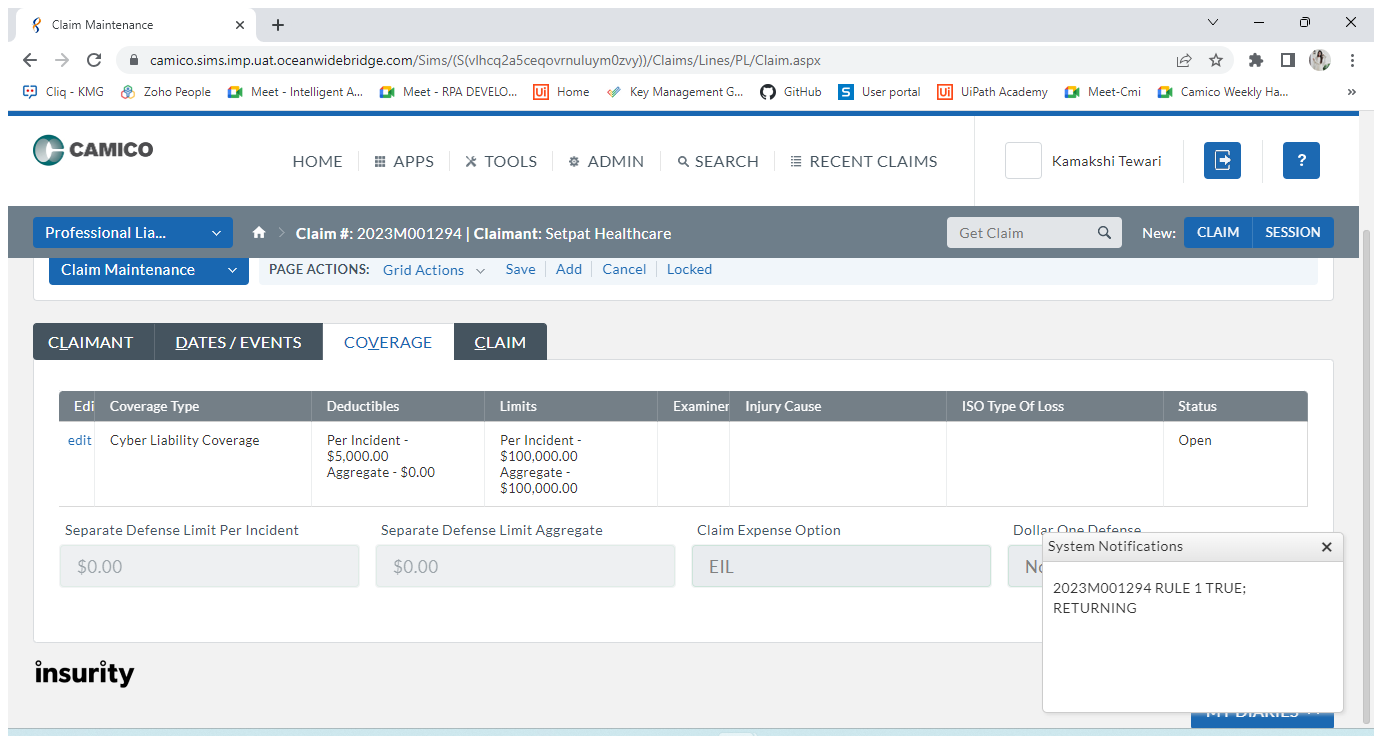 Claim Maintenance
camico.sims.imp.uat.oceanwidebridge.com/Sims/(S(vlhcq2a5ceqovrnuluym0zvy))/Claims/Lines/PL/Claim.aspx
Cliq - KMG Zoho People Meet - Intelligent A... Meet - RPA DEVELO... Home Key Management G... GitHub User portal UiPath Academy Meet-Cmi Camico Weekly Ha... »
CAMICO
HOME APPS TOOLS ADMIN SEARCH RECENT CLAIMS Kamakshi Tewari ?
Professional Lia... Claim #: 2023M001294 | Claimant: Setpat Healthcare Get Claim New: CLAIM SESSION
Claim Maintenance PAGE ACTIONS: Grid Actions Save Add Cancel Locked
CLAIMANT DATES / EVENTS COVERAGE CLAIM
Edi Coverage Type Deductibles Limits Examiner Injury Cause ISO Type Of Loss Status
edit Cyber Liability Coverage Per Incident - Per Incident - Open
$5,000.00 $100,000.00
Aggregate - $0.00 Aggregate -
$100,000.00
Separate Defense Limit Per Incident Separate Defense Limit Aggregate Claim Expense Option Dollar One Defense
$0.00 $0.00 EIL No
System Notifications
2023M001294 RULE 1 TRUE;
RETURNING
insurity
MY DIARIES